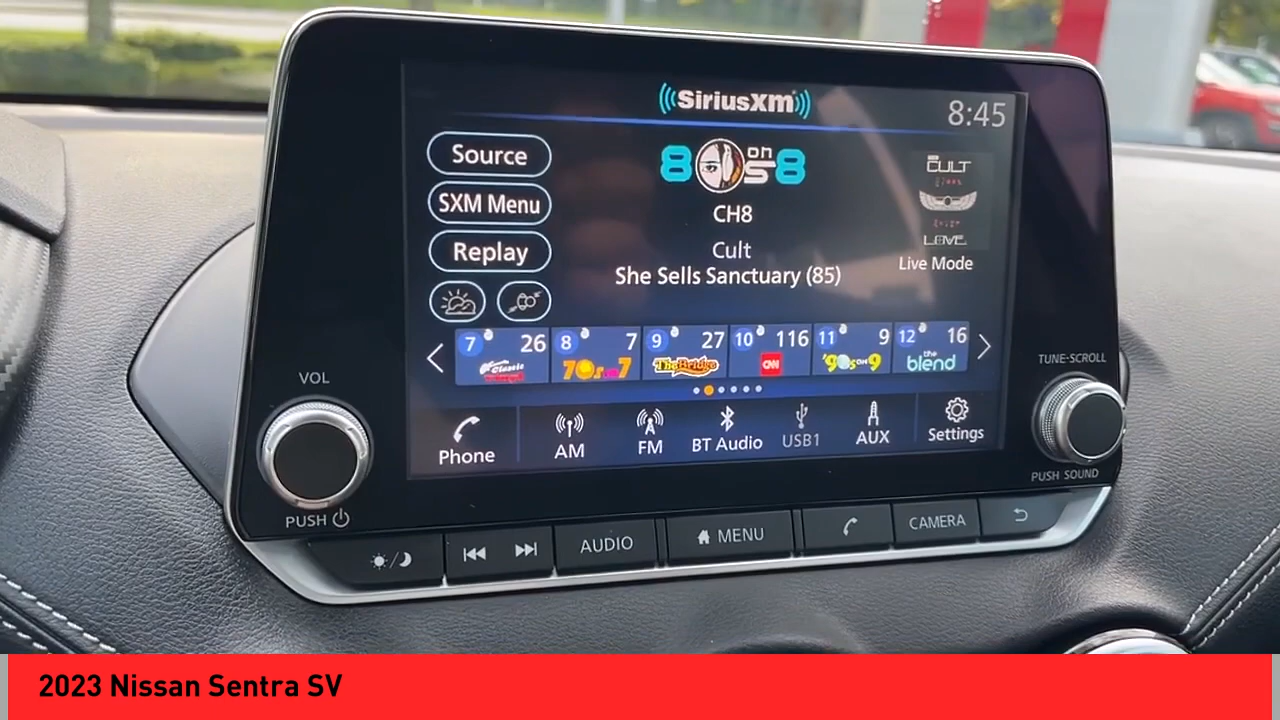 SiriusXM
8:45
Source
SXM Menu
Replay
80s on 8
CH8
Cult
She Sells Sanctuary (85)
CULT
LOVE
Live Mode
7 26
8 7
9 27
10 116
11 9
12 16
Classic
70s on 7
The Bridge
CNN
'90s on 9
the blend
Phone
AM
FM
BT Audio
USB1
AUX
Settings
VOL
PUSH
TUNE·SCROLL
PUSH SOUND
AUDIO
MENU
CAMERA
2023 Nissan Sentra SV